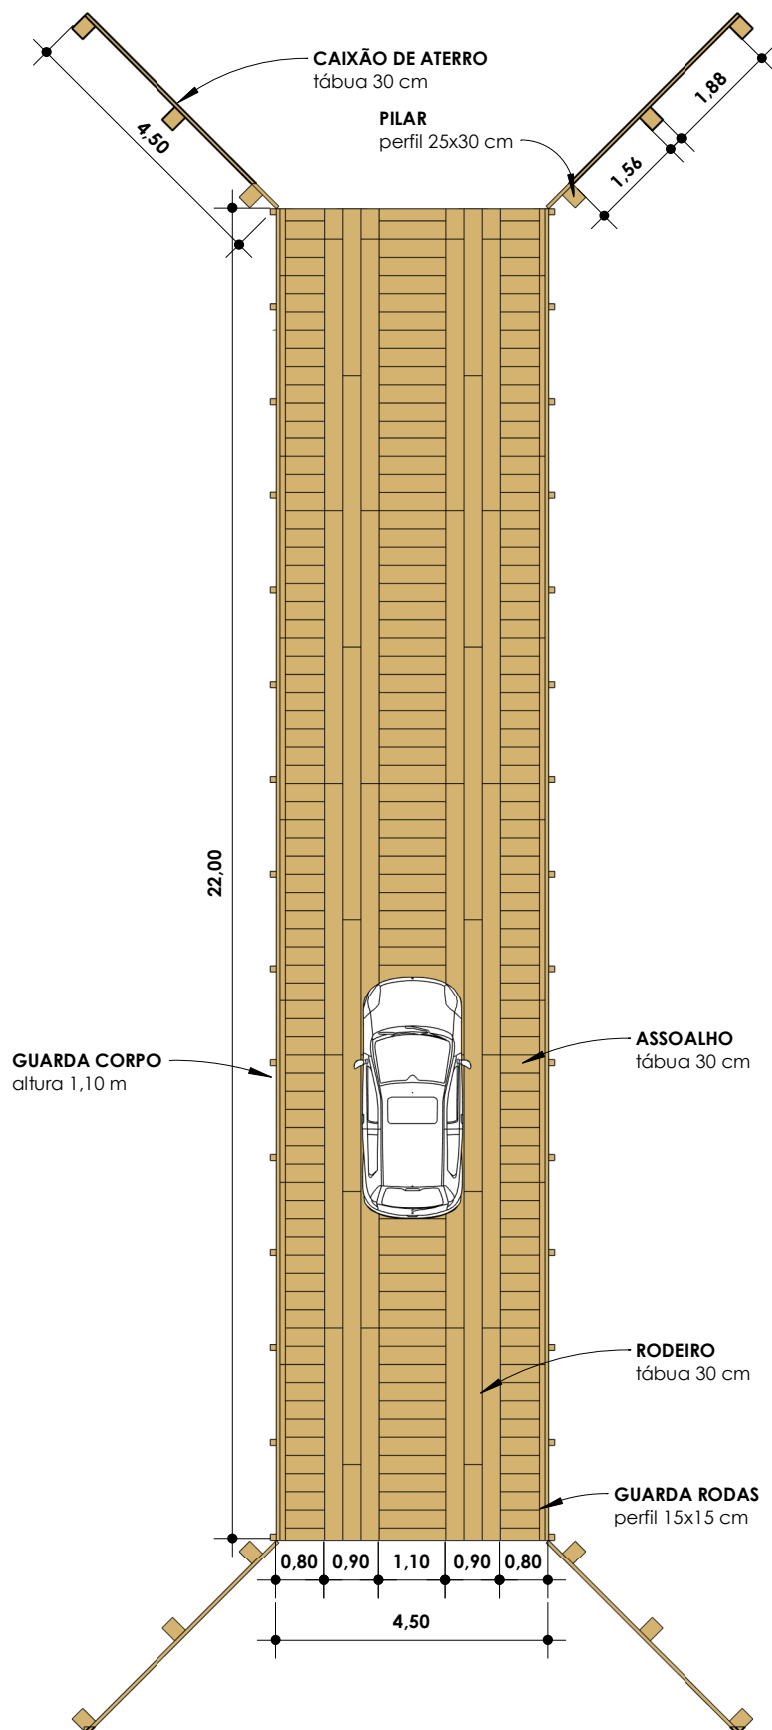 CAIXÃO DE ATERRO
tábua 30 cm
PILAR
perfil 25x30 cm
4,50
1,88
1,56
22,00
GUARDA CORPO
altura 1,10 m
ASSOALHO
tábua 30 cm
RODEIRO
tábua 30 cm
GUARDA RODAS
perfil 15x15 cm
0,80 0,90 1,10 0,90 0,80
4,50